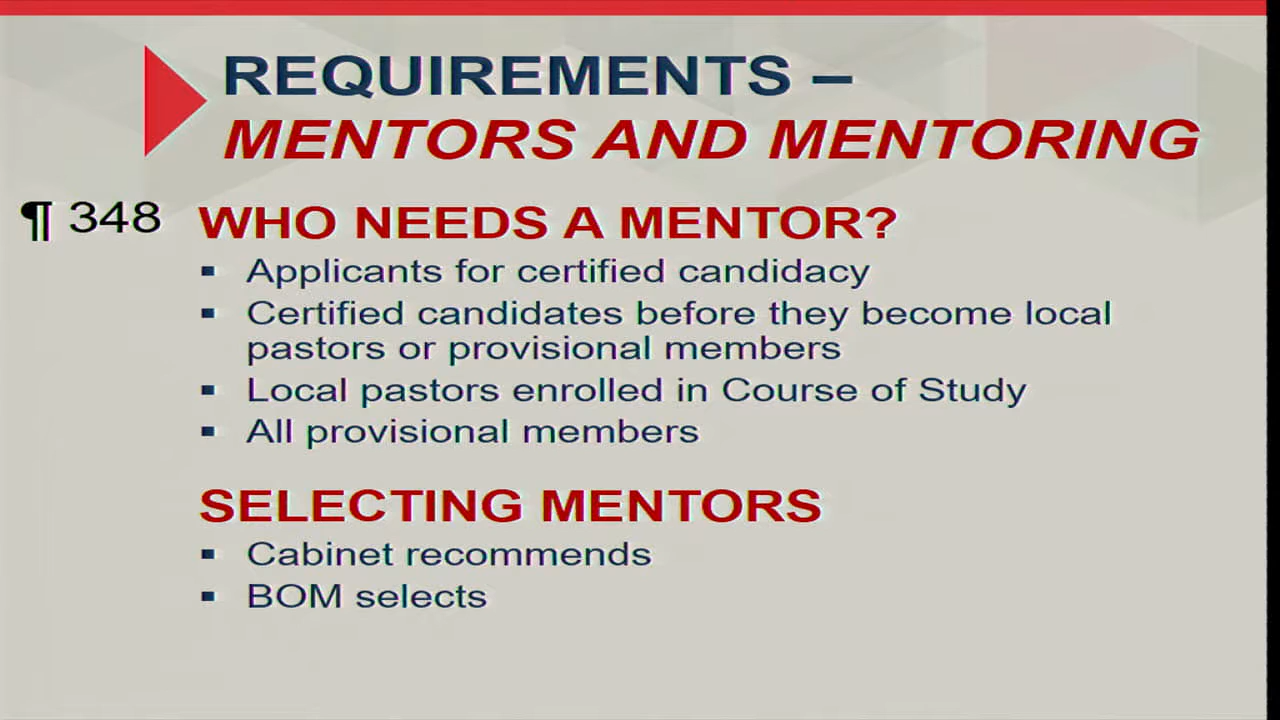 REQUIREMENTS –
MENTORS AND MENTORING
¶ 348 WHO NEEDS A MENTOR?
▪ Applicants for certified candidacy
▪ Certified candidates before they become local
pastors or provisional members
▪ Local pastors enrolled in Course of Study
▪ All provisional members
SELECTING MENTORS
▪ Cabinet recommends
▪ BOM selects